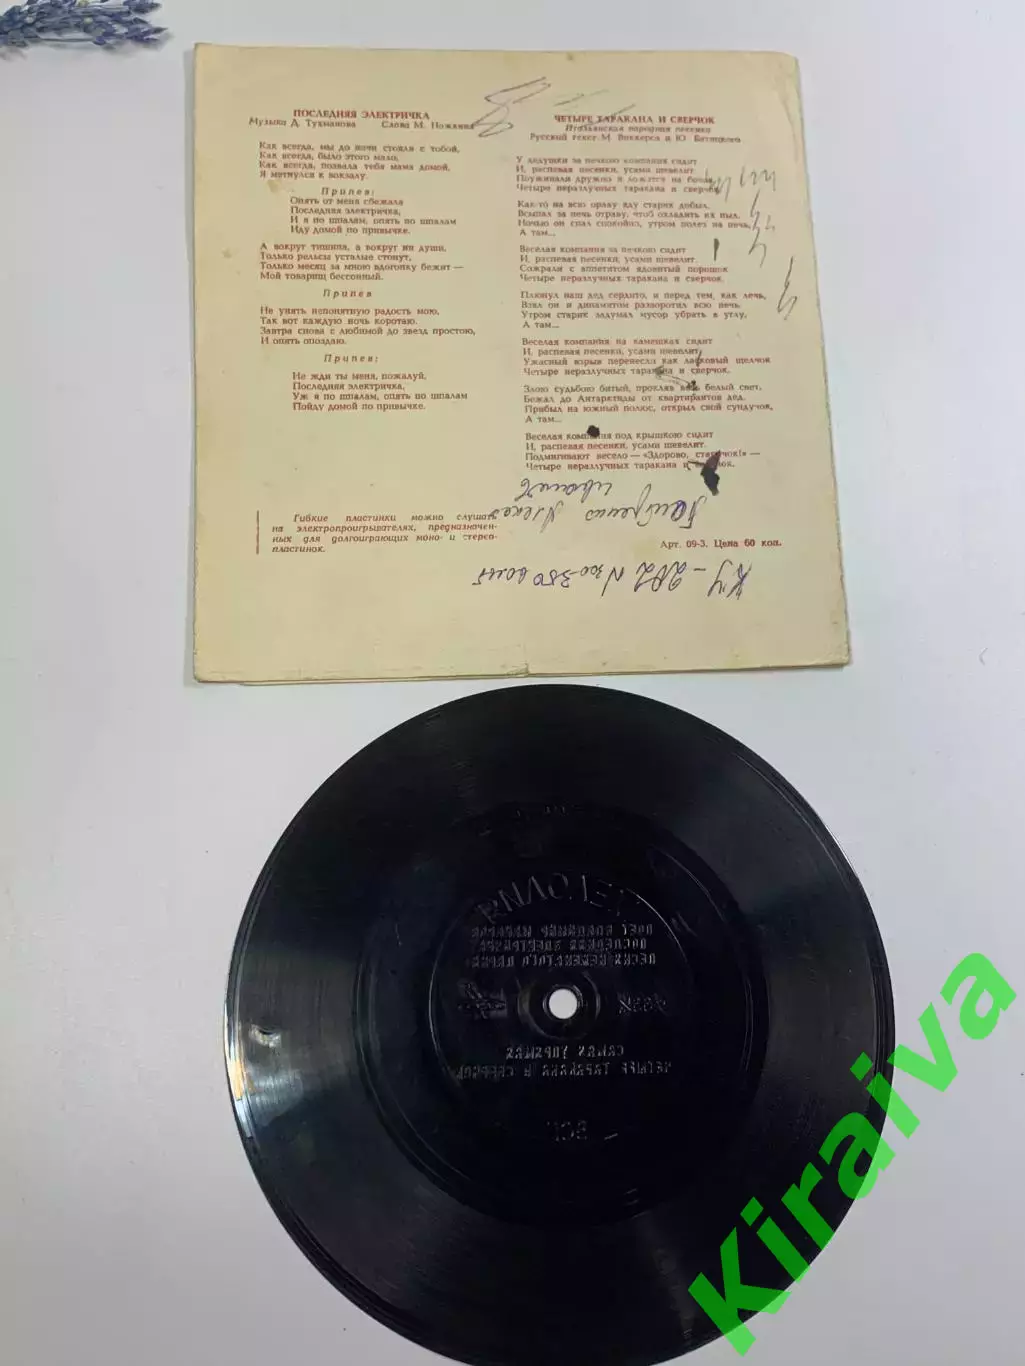 ПОСЛЕДНЯЯ ЭЛЕКТРИЧКА
Музыка Д. Тухманова Слова М. Ножкина
Как всегда, мы до ночи стояли с тобой,
Как всегда, было этого мало,
Как всегда, позвала тебя мама домой,
Я метнулся к вокзалу.
Припев:
Опять от меня сбежала
Последняя электричка,
И я по шпалам, опять по шпалам
Иду домой по привычке.
А вокруг тишина, а вокруг ни души,
Только рельсы усталые стонут,
Только месяц за мною вдогонку бежит —
Мой товарищ бессонный.
Припев
Не унять непонятную радость мою,
Так вот каждую ночь коротаю.
Завтра снова с любимой до звезд простою,
И опять опоздаю.
Припев:
Не жди ты меня, пожалуй,
Последняя электричка,
Уж я по шпалам, опять по шпалам
Пойду домой по привычке.
Гибкие пластинки можно слушать
на электропроигрывателях, предназначен-
ных для долгоиграющих моно- и стерео-
пластинок.
ЧЕТЫРЕ ТАРАКАНА И СВЕРЧОК
Итальянская народная песенка
Русский текст М. Виккерса и Ю.
У дедушки за печкою компания сидит
И, распевая песенки, усами шевелит.
Поужинали дружно и ложатся на бочок,
Четыре неразлучных таракана и сверчок.
Как-то на всю ораву яду старик добыл,
Всыпал за печь отраву, чтоб охладить их пыл.
Ночью он спал спокойно, утром полез на печь,
А там...
Веселая компания за печкою сидит
И, распевая песенки, усами шевелит.
Сожрали с аппетитом ядовитый порошок
Четыре неразлучных таракана и сверчок.
Плюнул наш дед сердито, и перед тем, как лечь,
Взял он и динамитом разворотил всю печь.
Утром старик задумал мусор убрать в углу,
А там...
Веселая компания на камешках сидит
И, распевая песенки, усами шевелит.
Ужасный взрыв перенесли как ласковый щелчок
Четыре неразлучных таракана и сверчок.
Злою судьбою битый, прокляв весь белый свет,
Бежал до Антарктиды от квартирантов дед.
Прибыл на южный полюс, открыл свой сундучок,
А там...
Веселая компания под крышкою сидит
И, распевая песенки, усами шевелит.
Подмигивают весело — «Здорово, старичок!» —
Четыре неразлучных таракана и сверчок.
Арт. 09-3. Цена 60 коп.
Kiraiva